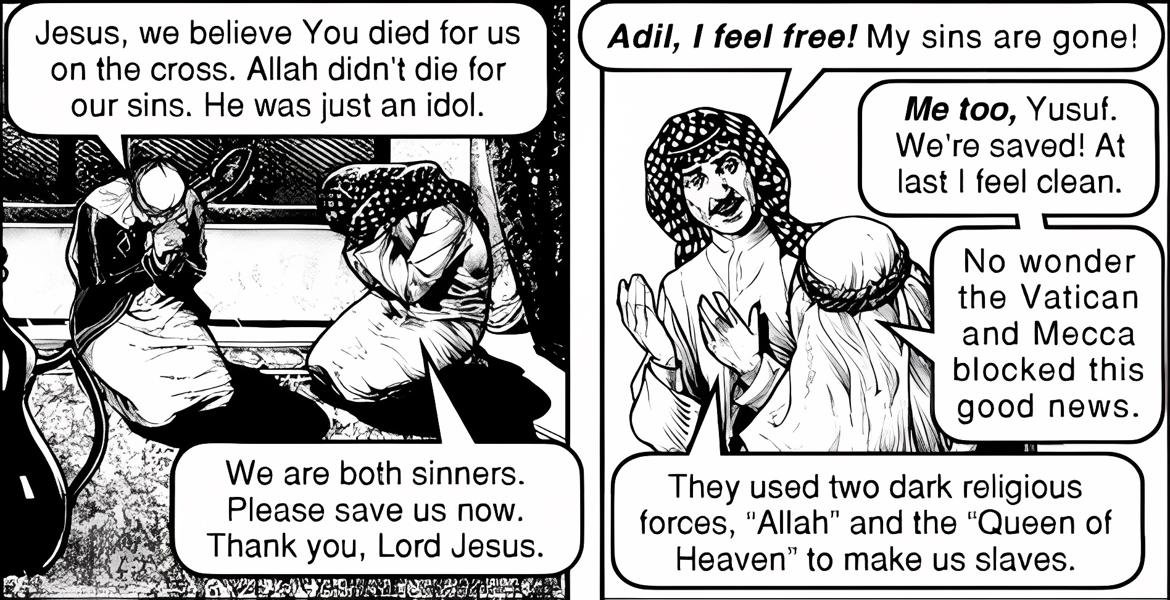 Jesus, we believe You died for us
on the cross. Allah didn't die for
our sins. He was just an idol.
We are both sinners.
Please save us now.
Thank you, Lord Jesus.
Adil, I feel free! My sins are gone!
Me too, Yusuf.
We're saved! At
last I feel clean.
No wonder
the Vatican
and Mecca
blocked this
good news.
They used two dark religious
forces, "Allah" and the "Queen of
Heaven" to make us slaves.